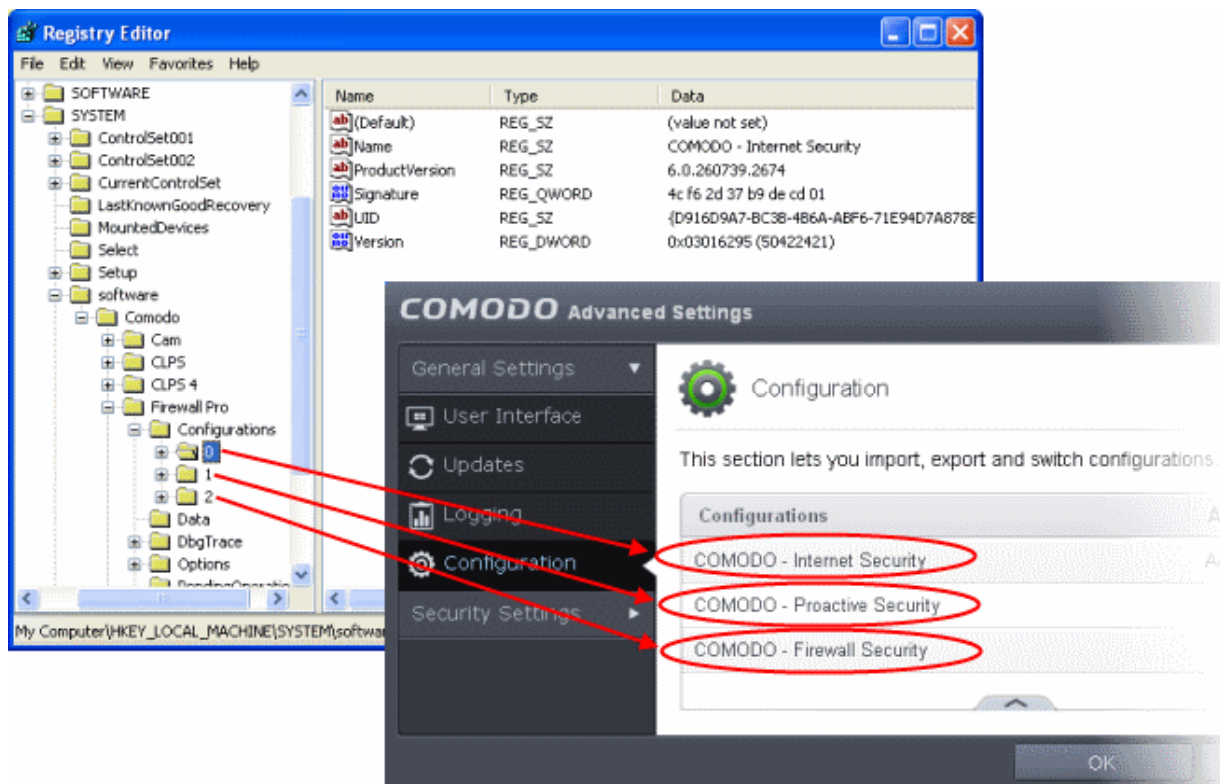 Registry Editor
File Edit View Favorites Help
SOFTWARE
SYSTEM
ControlSet001
ControlSet002
CurrentControlSet
LastKnownGoodRecovery
MountedDevices
Select
Setup
software
Comodo
Cam
CLPS
CLPS 4
Firewall Pro
Configurations
0
1
2
Data
DbgTrace
Options
Name Type Data
(Default) REG_SZ (value not set)
Name REG_SZ COMODO - Internet Security
ProductVersion REG_SZ 6.0.260739.2674
Signature REG_QWORD 4c f6 2d 37 b9 de cd 01
UID REG_SZ {D916D9A7-BC3B-4B6A-ABF6-71E94D7A878E
Version REG_DWORD 0x03016295 (50422421)
My Computer\HKEY_LOCAL_MACHINE\SYSTEM\softwar
COMODO Advanced Settings
General Settings
User Interface
Updates
Logging
Configuration
Security Settings
Configuration
This section lets you import, export and switch configurations.
Configurations A
COMODO - Internet Security
COMODO - Proactive Security
COMODO - Firewall Security
OK